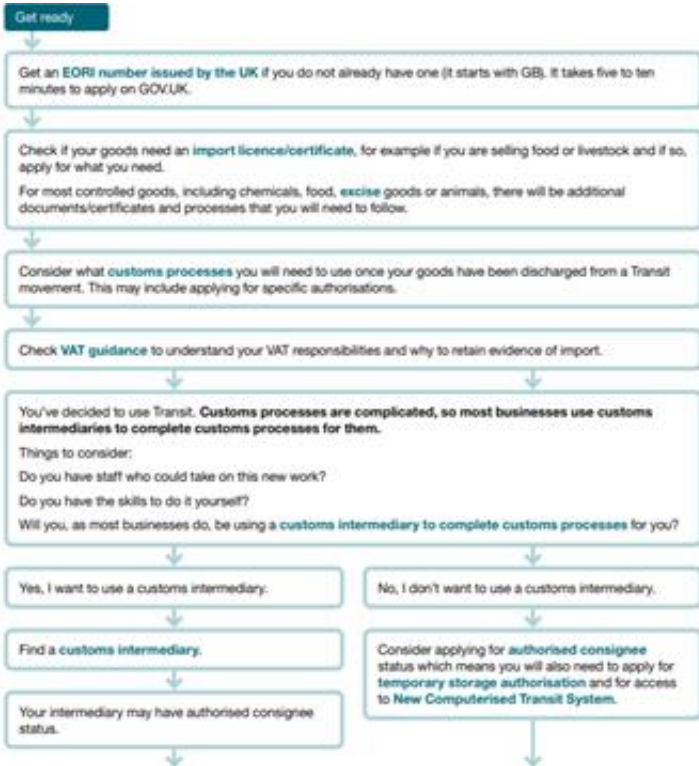 Get ready
Get an EORI number issued by the UK if you do not already have one (it starts with GB). It takes five to ten
minutes to apply on GOV.UK.
Check if your goods need an import licence/certificate, for example if you are selling food or livestock and if so,
apply for what you need.
For most controlled goods, including chemicals, food, excise goods or animals, there will be additional
documents/certificates and processes that you will need to follow.
Consider what customs processes you will need to use once your goods have been discharged from a Transit
movement. This may include applying for specific authorisations.
Check VAT guidance to understand your VAT responsibilities and why to retain evidence of import.
You've decided to use Transit. Customs processes are complicated, so most businesses use customs
intermediaries to complete customs processes for them.
Things to consider:
Do you have staff who could take on this new work?
Do you have the skills to do it yourself?
Will you, as most businesses do, be using a customs intermediary to complete customs processes for you?
Yes, I want to use a customs intermediary.
Find a customs intermediary.
Your intermediary may have authorised consignee
status.
No, I don't want to use a customs intermediary.
Consider applying for authorised consignee
status which means you will also need to apply for
temporary storage authorisation and for access
to New Computerised Transit System.